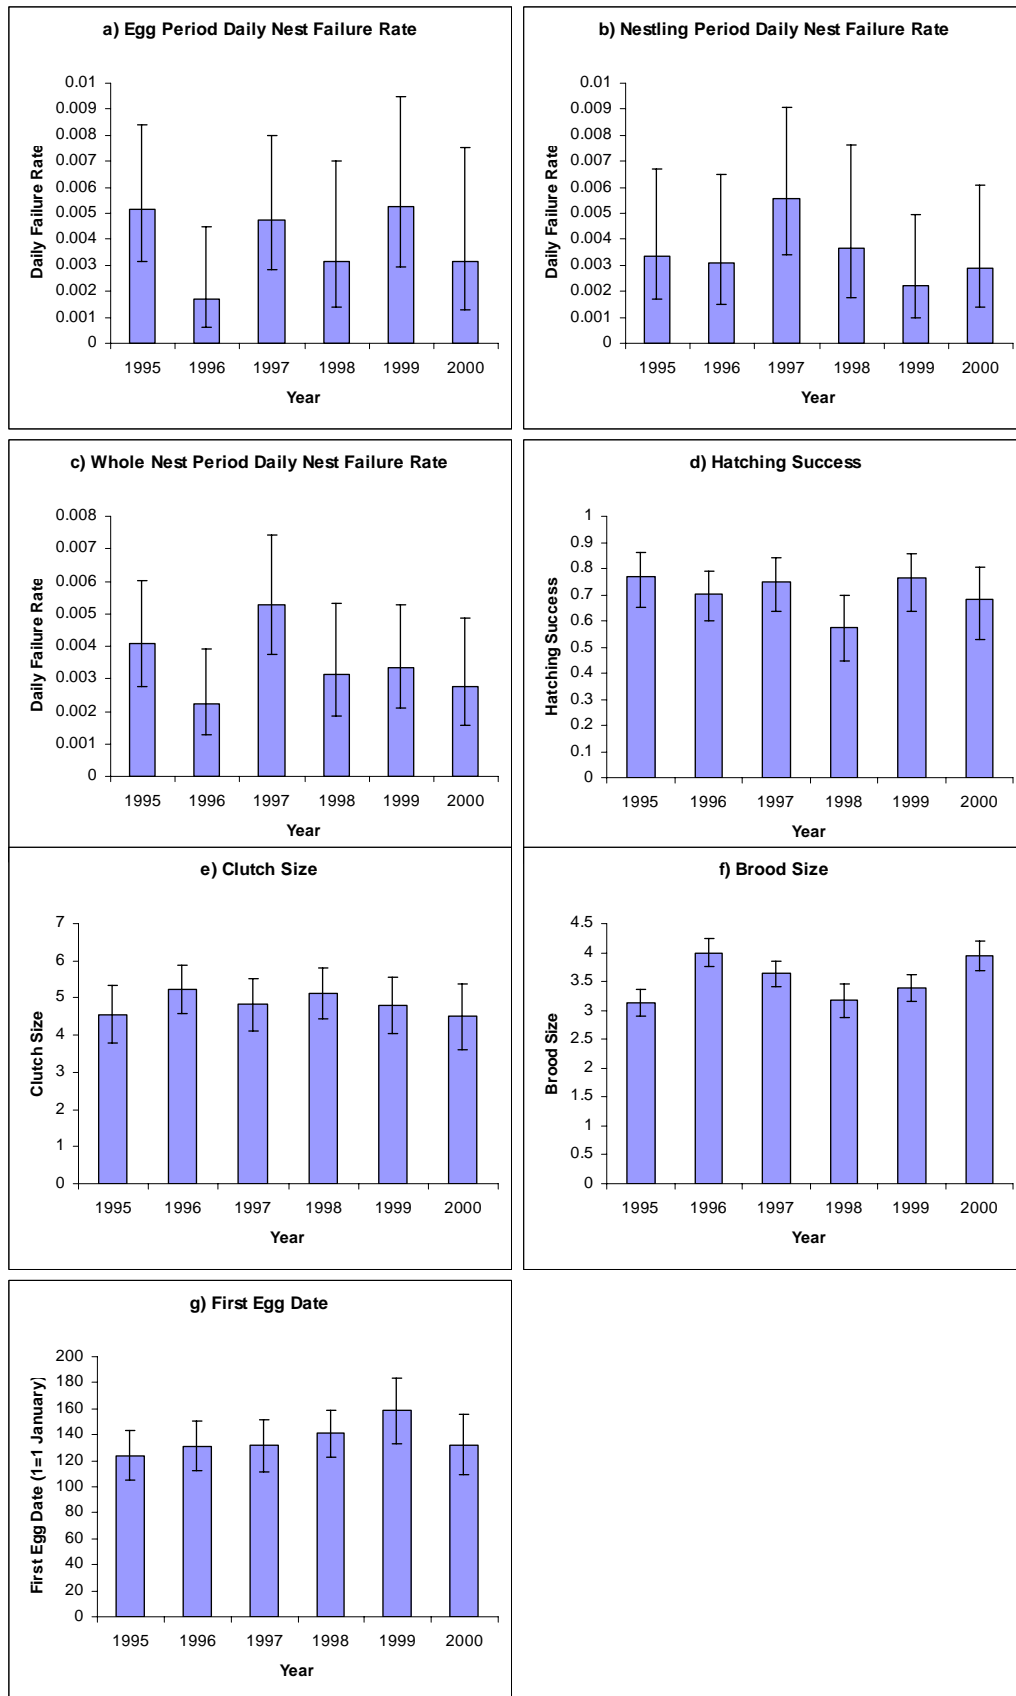 a) Egg Period Daily Nest Failure Rate
0.01
0.009
0.008
0.007
0.006
0.005
0.004
0.003
0.002
0.001
0
Daily Failure Rate
1995 1996 1997 1998 1999 2000
Year
b) Nestling Period Daily Nest Failure Rate
0.01
0.009
0.008
0.007
0.006
0.005
0.004
0.003
0.002
0.001
0
Daily Failure Rate
1995 1996 1997 1998 1999 2000
Year
c) Whole Nest Period Daily Nest Failure Rate
0.008
0.007
0.006
0.005
0.004
0.003
0.002
0.001
0
Daily Failure Rate
1995 1996 1997 1998 1999 2000
Year
d) Hatching Success
1
0.9
0.8
0.7
0.6
0.5
0.4
0.3
0.2
0.1
0
Hatching Success
1995 1996 1997 1998 1999 2000
Year
e) Clutch Size
7
6
5
4
3
2
1
0
Clutch Size
1995 1996 1997 1998 1999 2000
Year
f) Brood Size
4.5
4
3.5
3
2.5
2
1.5
1
0.5
0
Brood Size
1995 1996 1997 1998 1999 2000
Year
g) First Egg Date
200
180
160
140
120
100
80
60
40
20
0
First Egg Date (1=1 January)
1995 1996 1997 1998 1999 2000
Year